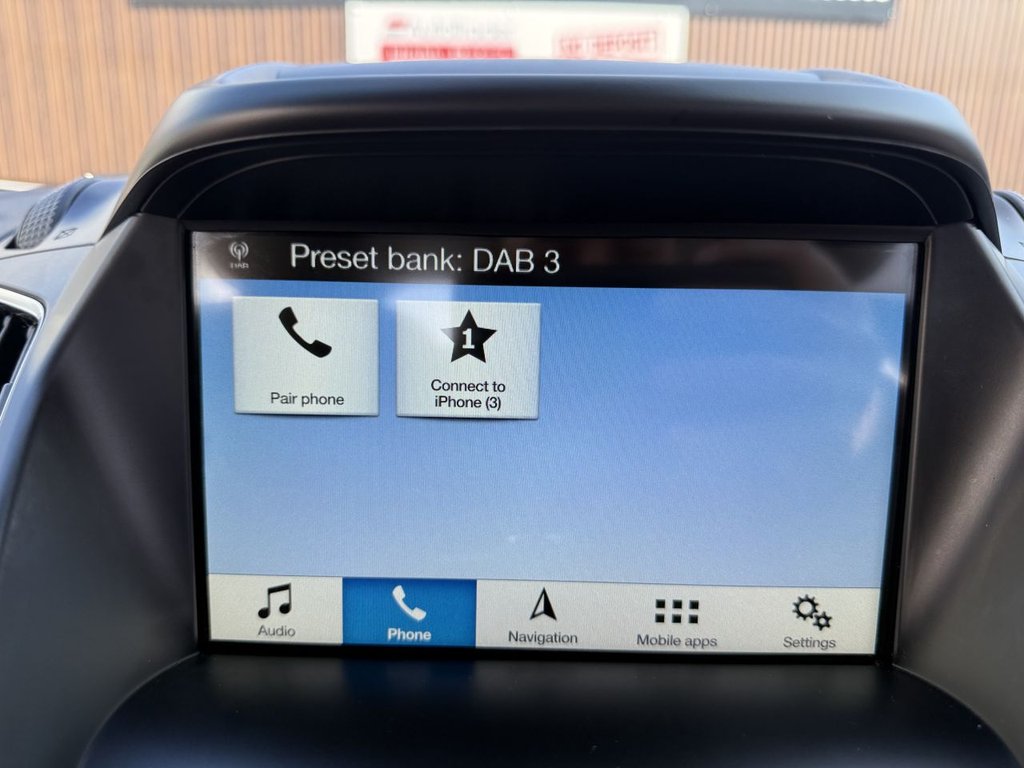 DAB
Preset bank: DAB 3
Pair phone
1
Connect to
iPhone (3)
Audio
Phone
Navigation
Mobile apps
Settings